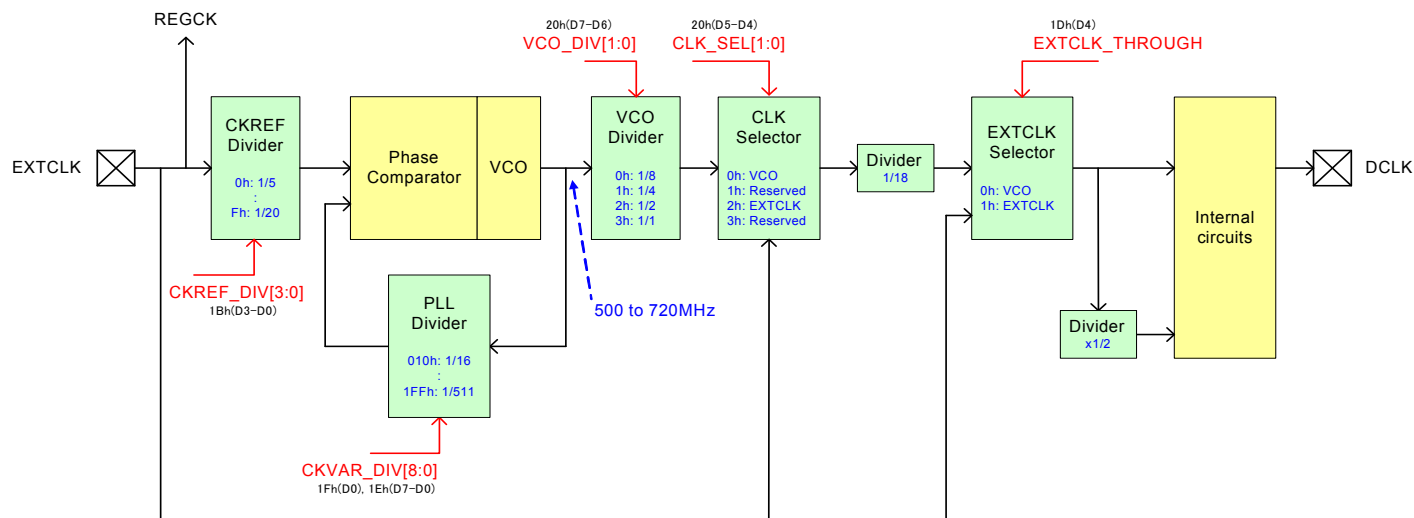 REGCK
20h(D7-D6)
VCO_DIV[1:0]
20h(D5-D4)
CLK_SEL[1:0]
1Dh(D4)
EXTCLK_THROUGH
EXTCLK
CKREF
Divider
0h: 1/5
:
Fh: 1/20
Phase
Comparator
VCO
VCO
Divider
0h: 1/8
1h: 1/4
2h: 1/2
3h: 1/1
CLK
Selector
0h: VCO
1h: Reserved
2h: EXTCLK
3h: Reserved
Divider
1/18
EXTCLK
Selector
0h: VCO
1h: EXTCLK
Internal
circuits
DCLK
CKREF_DIV[3:0]
1Bh(D3-D0)
PLL
Divider
010h: 1/16
:
1FFh: 1/511
500 to 720MHz
Divider
x1/2
CKVAR_DIV[8:0]
1Fh(D0), 1Eh(D7-D0)